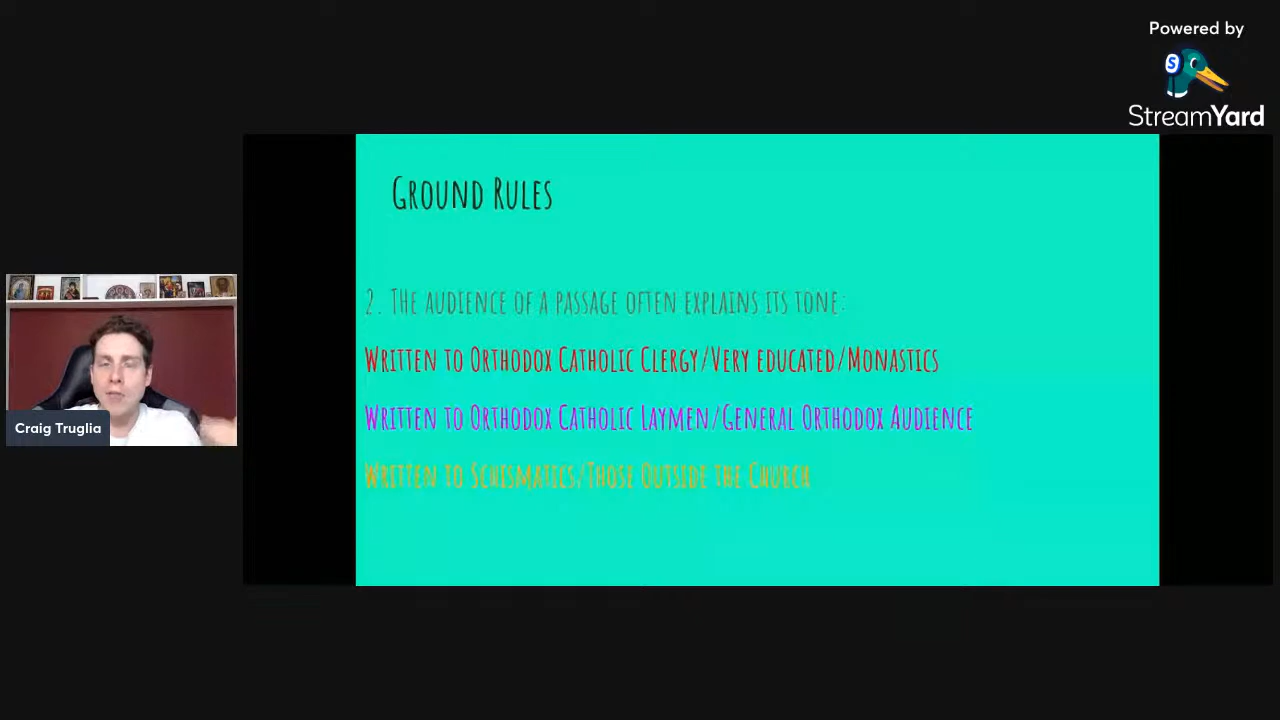 Powered by
S
StreamYard
Ground Rules
2. The audience of a passage often explains its tone:
Written to Orthodox Catholic Clergy/Very educated/Monastics
Written to Orthodox Catholic Laymen/General Orthodox Audience
Written to Schismatics/Those Outside the Church
Craig Truglia